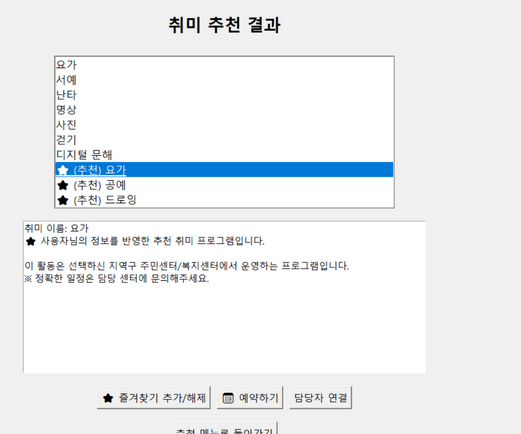 취미 추천 결과
요가
서예
난타
명상
사진
걷기
디지털 문해
★ (추천) 요가
★ (추천) 공예
★ (추천) 드로잉
취미 이름: 요가
★ 사용자님의 정보를 반영한 추천 취미 프로그램입니다.
이 활동은 선택하신 지역구 주민센터/복지센터에서 운영하는 프로그램입니다.
※ 정확한 일정은 담당 센터에 문의해주세요.
★ 즐겨찾기 추가/해제 예약하기 담당자 연결
추천 메뉴로 돌아가기